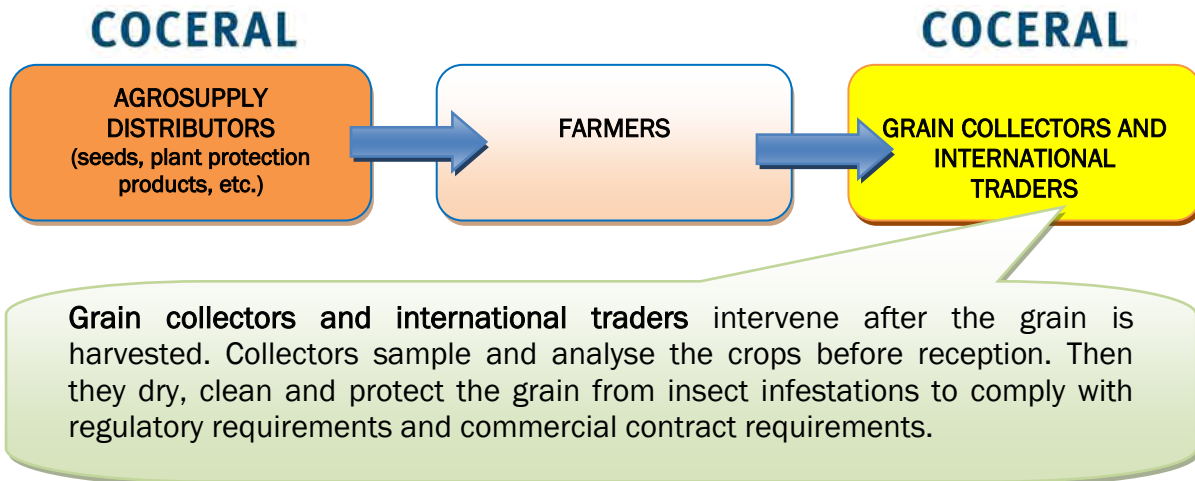 COCERAL
COCERAL
AGROSUPPLY
DISTRIBUTORS
(seeds, plant protection
products, etc.)
FARMERS
GRAIN COLLECTORS AND
INTERNATIONAL
TRADERS
Grain collectors and international traders intervene after the grain is
harvested. Collectors sample and analyse the crops before reception. Then
they dry, clean and protect the grain from insect infestations to comply with
regulatory requirements and commercial contract requirements.